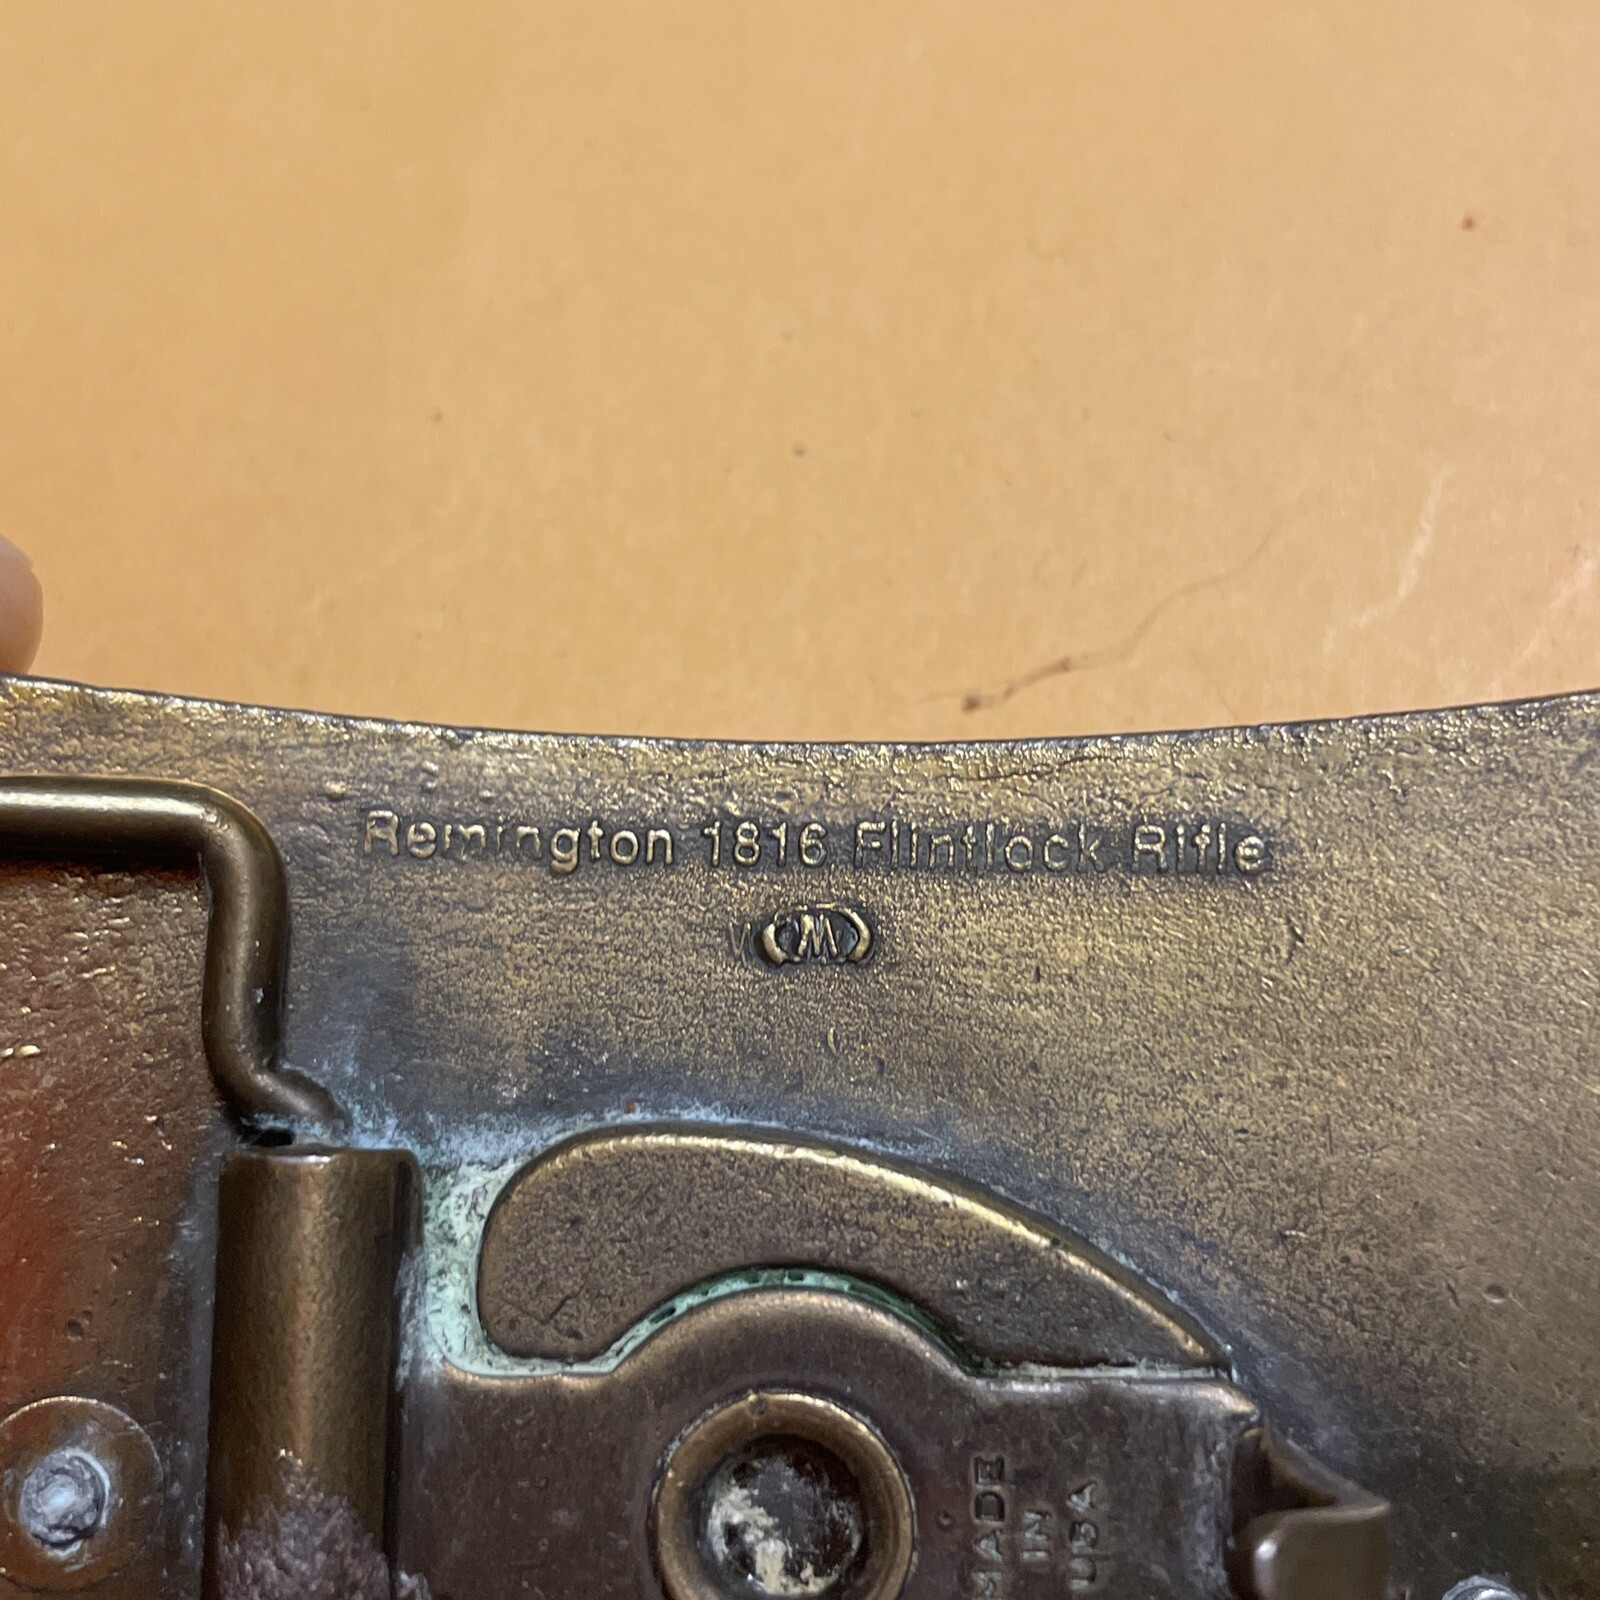 Remington 1816 Flintlock Rifle
W
MADE
IN
USA